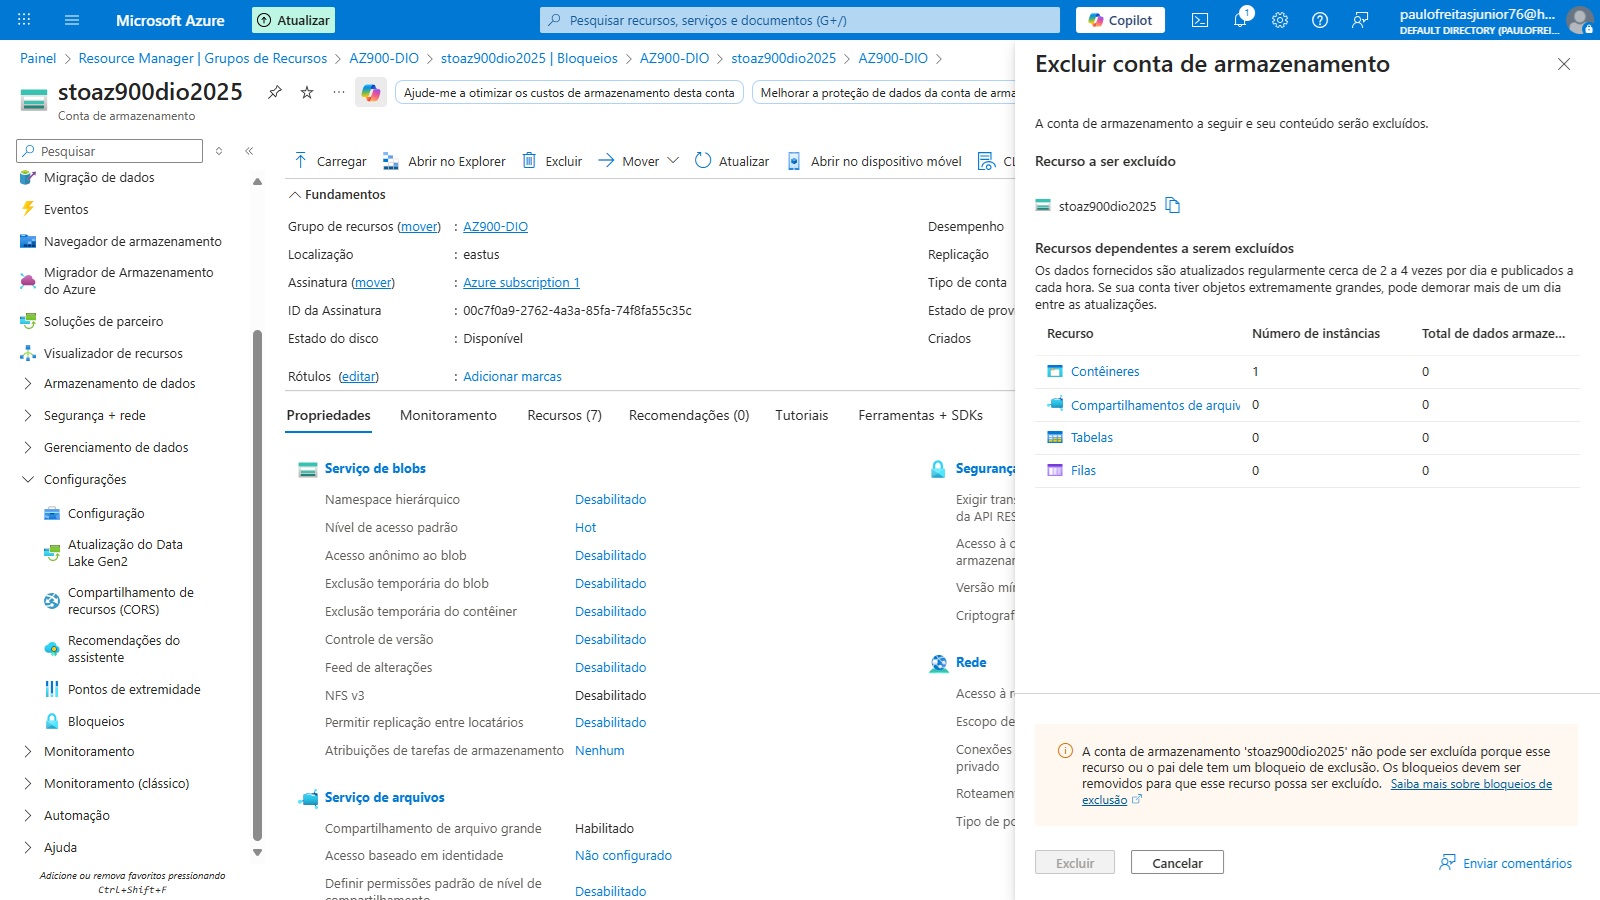 Microsoft Azure
Atualizar
Pesquisar recursos, serviços e documentos (G+/)
Copilot
1
paulofreitasjunior76@h...
DEFAULT DIRECTORY (PAULOFREI...
Painel > Resource Manager | Grupos de Recursos > AZ900-DIO > stoaz900dio2025 | Bloqueios > AZ900-DIO > stoaz900dio2025 > AZ900-DIO >
stoaz900dio2025
Conta de armazenamento
Ajude-me a otimizar os custos de armazenamento desta conta
Melhorar a proteção de dados da conta de arma
Pesquisar
Migração de dados
Eventos
Navegador de armazenamento
Migrador de Armazenamento
do Azure
Soluções de parceiro
Visualizador de recursos
Armazenamento de dados
Segurança + rede
Gerenciamento de dados
Configurações
Configuração
Atualização do Data
Lake Gen2
Compartilhamento de
recursos (CORS)
Recomendações do
assistente
Pontos de extremidade
Bloqueios
Monitoramento
Monitoramento (clássico)
Automação
Ajuda
Adicione ou remova favoritos pressionando
Ctrl+Shift+F
Carregar Abrir no Explorer Excluir Mover Atualizar Abrir no dispositivo móvel CL
Fundamentos
Grupo de recursos (mover) : AZ900-DIO
Localização : eastus
Assinatura (mover) : Azure subscription 1
ID da Assinatura : 00c7f0a9-2762-4a3a-85fa-74f8fa55c35c
Estado do disco : Disponível
Rótulos (editar) : Adicionar marcas
Desempenho
Replicação
Tipo de conta
Estado de prov
Criados
Propriedades Monitoramento Recursos (7) Recomendações (0) Tutoriais Ferramentas + SDKs
Serviço de blobs
Namespace hierárquico Desabilitado
Nível de acesso padrão Hot
Acesso anônimo ao blob Desabilitado
Exclusão temporária do blob Desabilitado
Exclusão temporária do contêiner Desabilitado
Controle de versão Desabilitado
Feed de alterações Desabilitado
NFS v3 Desabilitado
Permitir replicação entre locatários Desabilitado
Atribuições de tarefas de armazenamento Nenhum
Serviço de arquivos
Compartilhamento de arquivo grande Habilitado
Acesso baseado em identidade Não configurado
Definir permissões padrão de nível de
compartilhamento Desabilitado
Segurança
Exigir tran
da API RES
Acesso à c
armazenar
Versão mí
Criptograf
Rede
Acesso à r
Escopo de
Conexões
privado
Roteamen
Tipo de po
Excluir conta de armazenamento
A conta de armazenamento a seguir e seu conteúdo serão excluídos.
Recurso a ser excluído
stoaz900dio2025
Recursos dependentes a serem excluídos
Os dados fornecidos são atualizados regularmente cerca de 2 a 4 vezes por dia e publicados a
cada hora. Se sua conta tiver objetos extremamente grandes, pode demorar mais de um dia
entre as atualizações.
Recurso Número de instâncias Total de dados armaze...
Contêineres 1 0
Compartilhamentos de arquiv 0 0
Tabelas 0 0
Filas 0 0
A conta de armazenamento 'stoaz900dio2025' não pode ser excluída porque esse
recurso ou o pai dele tem um bloqueio de exclusão. Os bloqueios devem ser
removidos para que esse recurso possa ser excluído. Saiba mais sobre bloqueios de
exclusão
Excluir
Cancelar
Enviar comentários